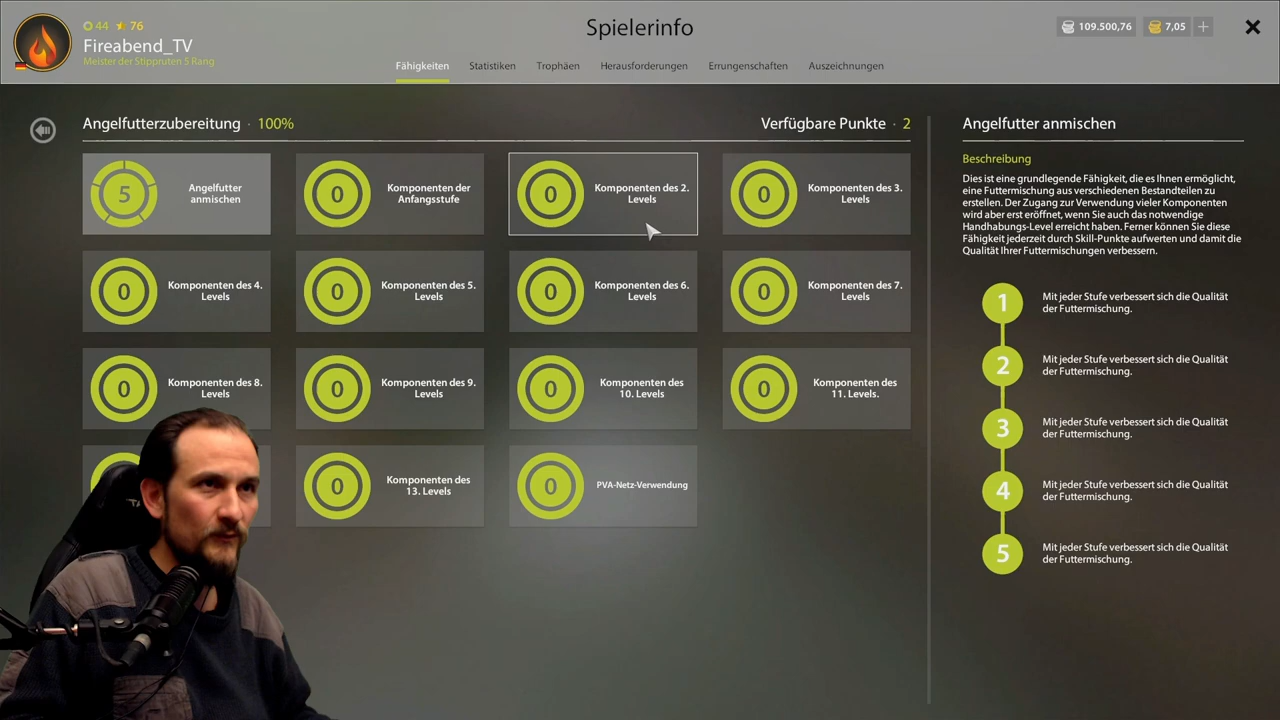 44 76
Fireabend_TV
Meister der Stippruten 5 Rang
Spielerinfo
109.500,76 7,05
Fähigkeiten Statistiken Trophäen Herausforderungen Errungenschaften Auszeichnungen
Angelfutterzubereitung · 100%
Verfügbare Punkte · 2
5 Angelfutter
anmischen
0 Komponenten der
Anfangsstufe
0 Komponenten des 2.
Levels
0 Komponenten des 3.
Levels
0 Komponenten des 4.
Levels
0 Komponenten des 5.
Levels
0 Komponenten des 6.
Levels
0 Komponenten des 7.
Levels
0 Komponenten des 8.
Levels
0 Komponenten des 9.
Levels
0 Komponenten des
10. Levels
0 Komponenten des
11. Levels.
0 Komponenten des
13. Levels
0 PVA-Netz-Verwendung
Angelfutter anmischen
Beschreibung
Dies ist eine grundlegende Fähigkeit, die es Ihnen ermöglicht,
eine Futtermischung aus verschiedenen Bestandteilen zu
erstellen. Der Zugang zur Verwendung vieler Komponenten
wird aber erst eröffnet, wenn Sie auch das notwendige
Handhabungs-Level erreicht haben. Ferner können Sie diese
Fähigkeit jederzeit durch Skill-Punkte aufwerten und damit die
Qualität Ihrer Futtermischungen verbessern.
1 Mit jeder Stufe verbessert sich die Qualität
der Futtermischung.
2 Mit jeder Stufe verbessert sich die Qualität
der Futtermischung.
3 Mit jeder Stufe verbessert sich die Qualität
der Futtermischung.
4 Mit jeder Stufe verbessert sich die Qualität
der Futtermischung.
5 Mit jeder Stufe verbessert sich die Qualität
der Futtermischung.